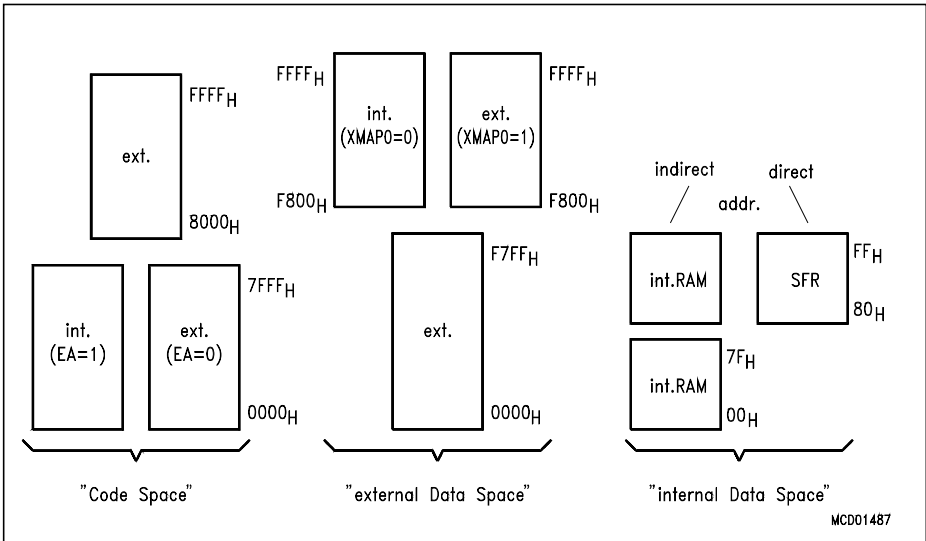 FFFFH
ext.
8000H
int.
(EA=1)
ext.
(EA=0)
7FFFH
0000H
"Code Space"
FFFFH
int.
(XMAP0=0)
F800H
ext.
(XMAP0=1)
FFFFH
F800H
F7FFH
ext.
0000H
"external Data Space"
indirect
direct
addr.
int.RAM
SFR
FFH
80H
int.RAM
7FH
00H
"internal Data Space"
MCD01487